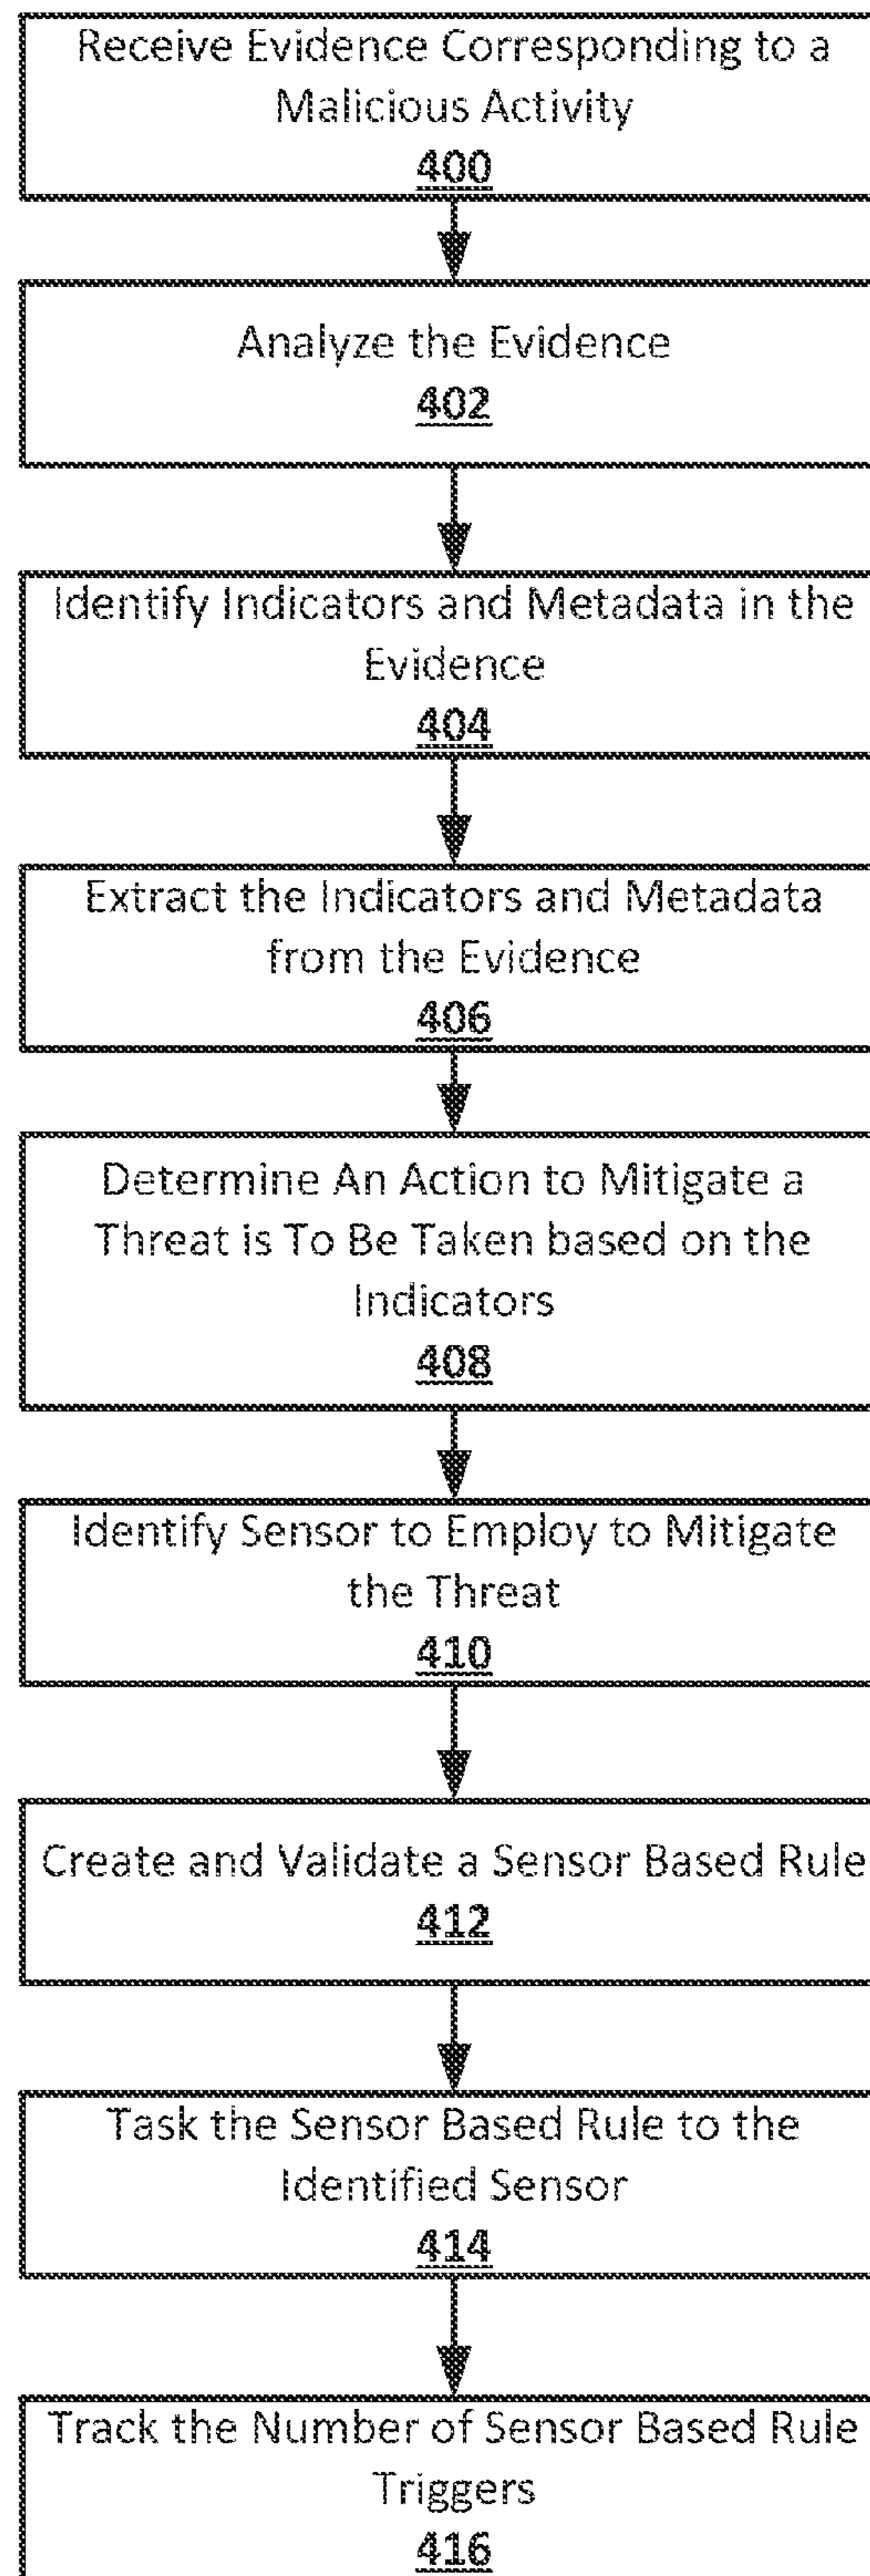 Receive Evidence Corresponding to a
Malicious Activity
400
Analyze the Evidence
402
Identify Indicators and Metadata in the
Evidence
404
Extract the Indicators and Metadata
from the Evidence
406
Determine An Action to Mitigate a
Threat is To Be Taken based on the
Indicators
408
Identify Sensor to Employ to Mitigate
the Threat
410
Create and Validate a Sensor Based Rule
412
Task the Sensor Based Rule to the
Identified Sensor
414
Track the Number of Sensor Based Rule
Triggers
416